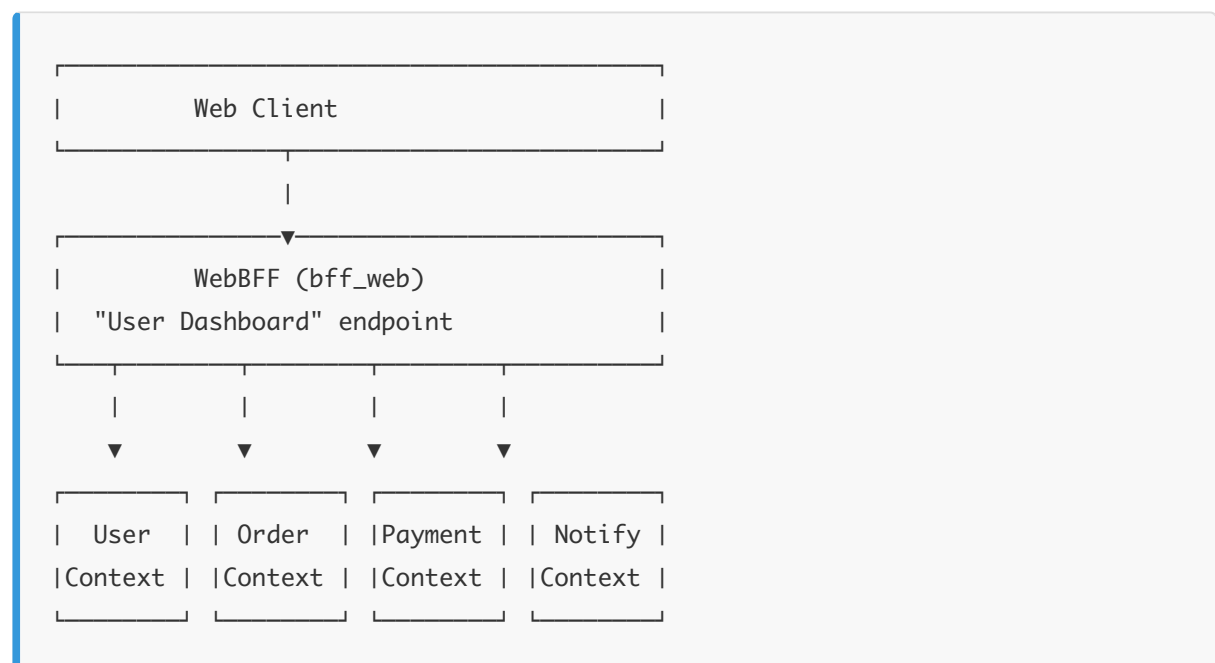 Web Client
WebBFF (bff_web)
"User Dashboard" endpoint
User Order Payment Notify
Context Context Context Context